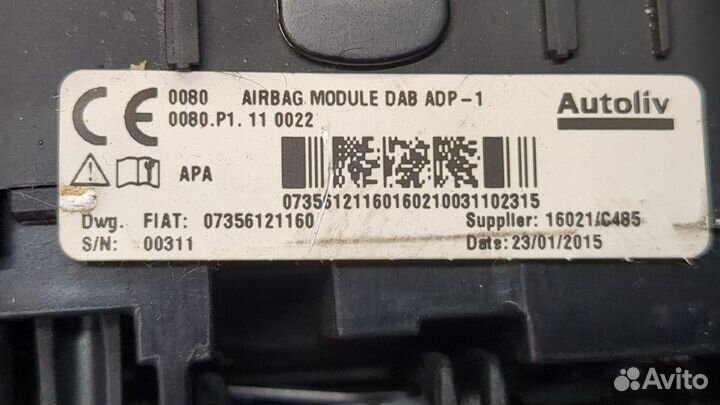 CE 0080 AIRBAG MODULE DAB ADP-1 Autoliv
0080.P1.11 0022
APA
07356121160160210031102315
Dwg. FIAT: 07356121160 Supplier: 16021/C485
S/N: 00311 Date: 23/01/2015
Avito